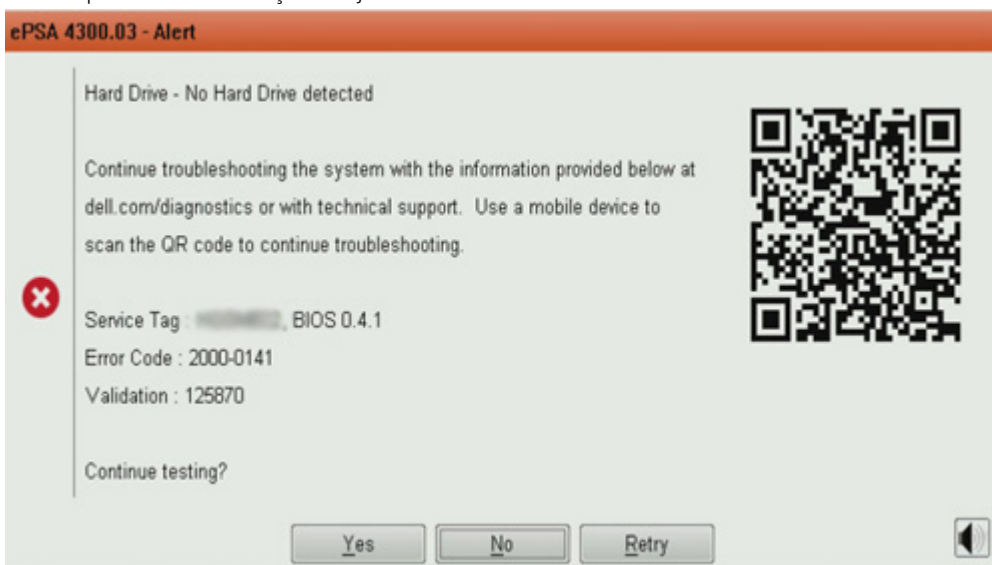 ePSA 4300.03 - Alert
Hard Drive - No Hard Drive detected
Continue troubleshooting the system with the information provided below at
dell.com/diagnostics or with technical support. Use a mobile device to
scan the QR code to continue troubleshooting.
Service Tag : , BIOS 0.4.1
Error Code : 2000-0141
Validation : 125870
Continue testing?
Yes No Retry